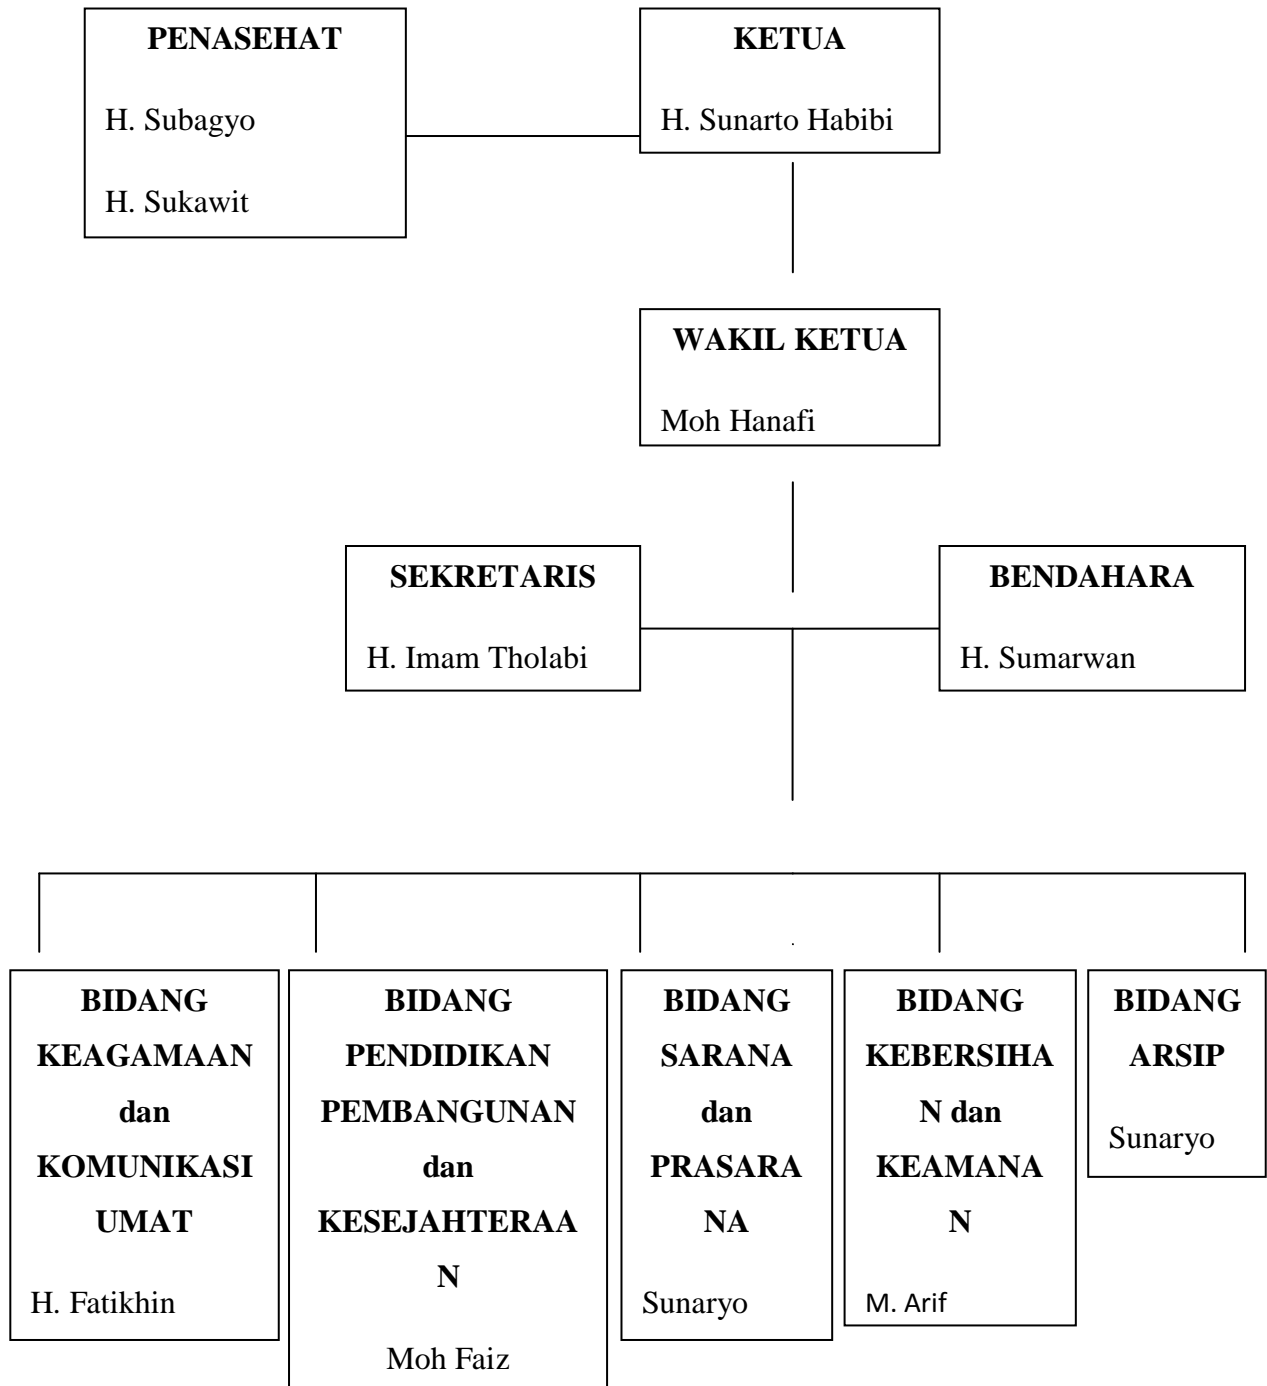 PENASEHAT
H. Subagyo
H. Sukawit
KETUA
H. Sunarto Habibi
WAKIL KETUA
Moh Hanafi
SEKRETARIS
H. Imam Tholabi
BENDAHARA
H. Sumarwan
BIDANG
KEAGAMAAN
dan
KOMUNIKASI
UMAT
H. Fatikhin
BIDANG
PENDIDIKAN
PEMBANGUNAN
dan
KESEJAHTERAA
N
Moh Faiz
BIDANG
SARANA
dan
PRASARA
NA
Sunaryo
BIDANG
KEBERSIHA
N dan
KEAMANA
N
M. Arif
BIDANG
ARSIP
Sunaryo